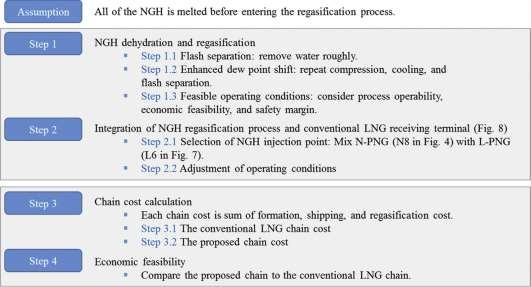 Assumption
All of the NGH is melted before entering the regasification process.
Step 1
NGH dehydration and regasification
Step 1.1 Flash separation: remove water roughly.
Step 1.2 Enhanced dew point shift: repeat compression, cooling, and
flash separation.
Step 1.3 Feasible operating conditions: consider process operability,
economic feasibility, and safety margin.
Step 2
Integration of NGH regasification process and conventional LNG receiving terminal (Fig. 8)
Step 2.1 Selection of NGH injection point: Mix N-PNG (N8 in Fig. 4) with L-PNG
(L6 in Fig. 7).
Step 2.2 Adjustment of operating conditions
Step 3
Chain cost calculation
Each chain cost is sum of formation, shipping, and regasification cost.
Step 3.1 The conventional LNG chain cost
Step 3.2 The proposed chain cost
Step 4
Economic feasibility
Compare the proposed chain to the conventional LNG chain.